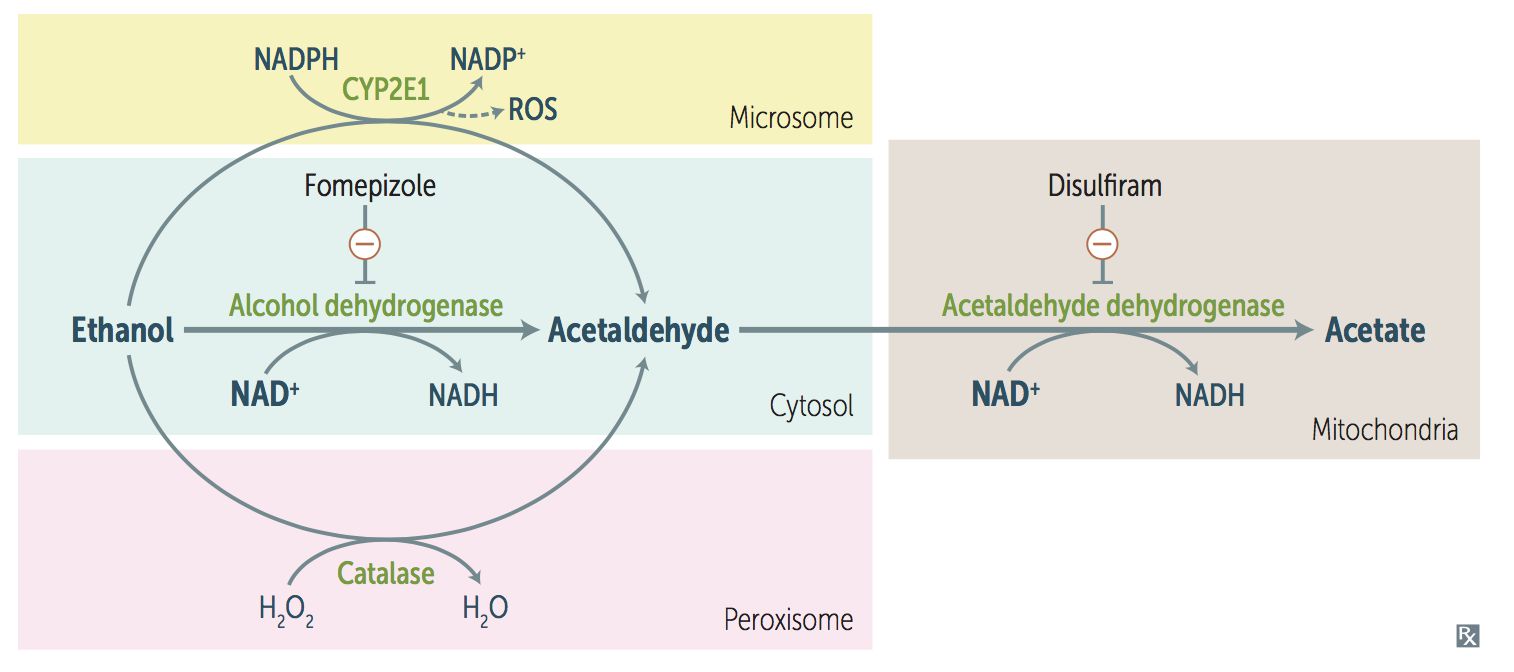 NADPH
NADP⁺
CYP2E1
ROS
Microsome
Fomepizole
Disulfiram
−
−
Alcohol dehydrogenase
Acetaldehyde dehydrogenase
Ethanol
Acetaldehyde
Acetate
NAD⁺
NADH
NAD⁺
NADH
Cytosol
Mitochondria
Catalase
H₂O₂
H₂O
Peroxisome
Rx